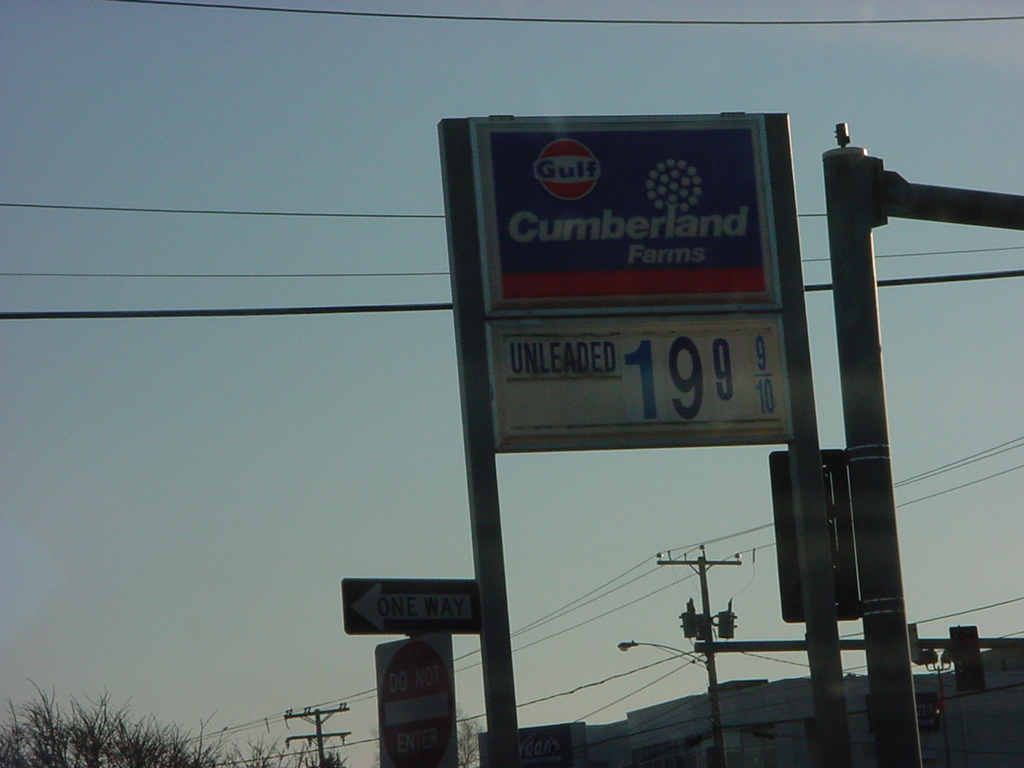 Gulf
Cumberland
Farms
UNLEADED 199 9/10
ONE WAY
DO NOT
ENTER